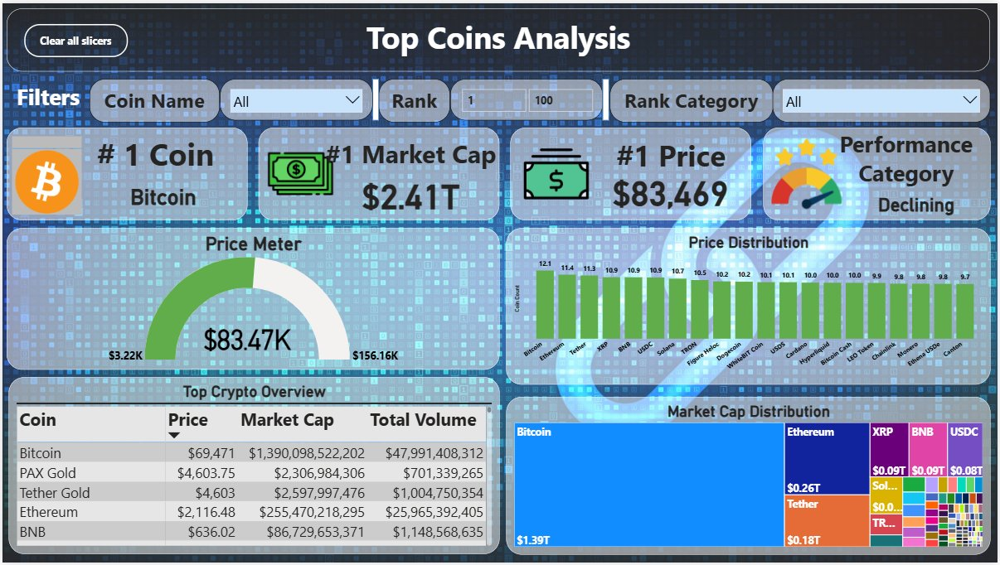 Clear all slicers
Top Coins Analysis
Filters
Coin Name
All
Rank
1
100
Rank Category
All
# 1 Coin
Bitcoin
#1 Market Cap
$2.41T
#1 Price
$83,469
Performance
Category
Declining
Price Meter
$83.47K
$3.22K
$156.16K
Price Distribution
Coin Count
12.1 11.4 11.3 10.9 10.9 10.9 10.7 10.5 10.2 10.2 10.1 10.1 10.0 10.0 10.0 9.9 9.8 9.8 9.8 9.7
Bitcoin Ethereum Tether XRP BNB USDC Solana TRON Figure Heloc Dogecoin WhiteBIT Coin USDS Cardano Hyperliquid Bitcoin Cash LEO Token Chainlink Monero Ethena USDe Canton
Top Crypto Overview
Coin Price Market Cap Total Volume
Bitcoin $69,471 $1,390,098,522,202 $47,991,408,312
PAX Gold $4,603.75 $2,306,984,306 $701,339,265
Tether Gold $4,603 $2,597,997,476 $1,004,750,354
Ethereum $2,116.48 $255,470,218,295 $25,965,392,405
BNB $636.02 $86,729,653,371 $1,148,568,635
Market Cap Distribution
Bitcoin
$1.39T
Ethereum
$0.26T
Tether
$0.18T
XRP
$0.09T
BNB
$0.09T
USDC
$0.08T
Sol...
$0.0...
TR...